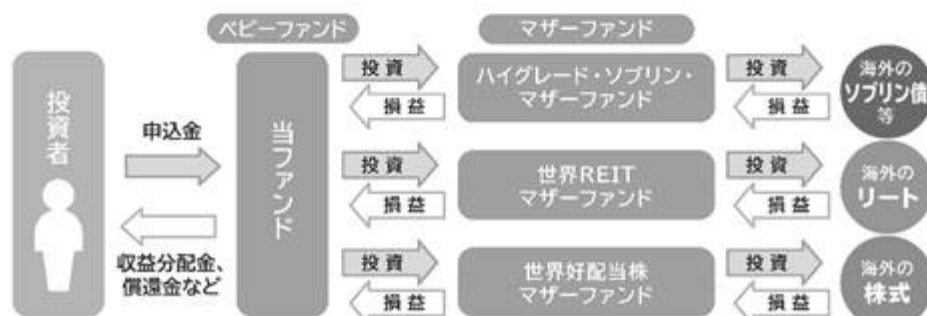 ベビーファンド
マザーファンド
投資者
申込金
収益分配金、
償還金など
当ファンド
投資
損益
ハイグレード・ソブリン・
マザーファンド
投資
損益
海外の
ソブリン債
等
投資
損益
世界REIT
マザーファンド
投資
損益
海外の
リート
投資
損益
世界好配当株
マザーファンド
投資
損益
海外の
株式